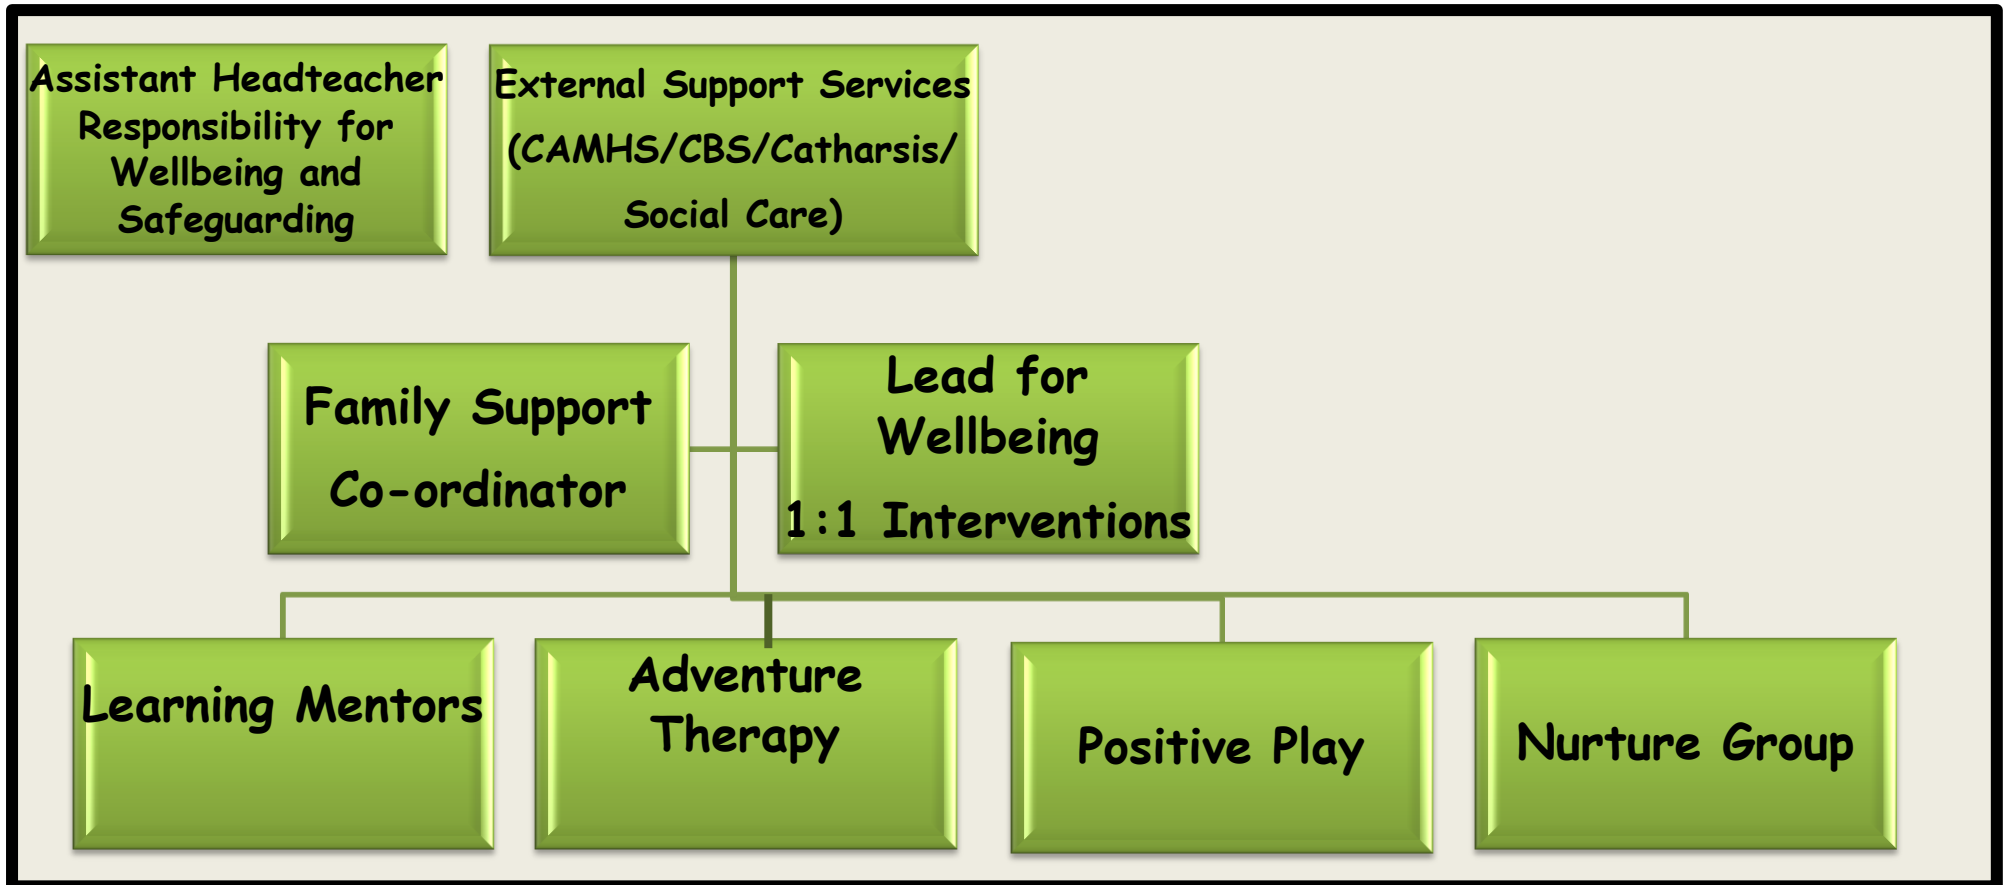 Assistant Headteacher
Responsibility for
Wellbeing and
Safeguarding
External Support Services
(CAMHS/CBS/Catharsis/
Social Care)
Family Support
Co-ordinator
Lead for
Wellbeing
1:1 Interventions
Learning Mentors
Adventure
Therapy
Positive Play
Nurture Group